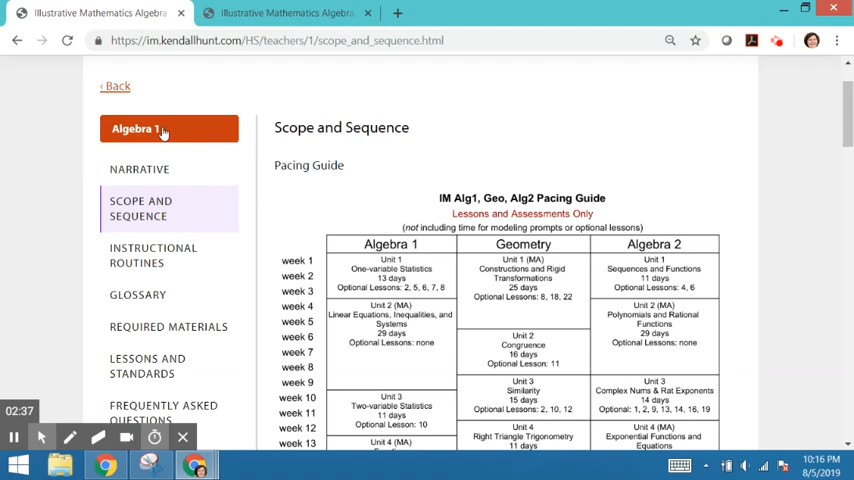 Illustrative Mathematics Algebra
Illustrative Mathematics Algebra
https://im.kendallhunt.com/HS/teachers/1/scope_and_sequence.html
‹ Back
Algebra 1
NARRATIVE
SCOPE AND
SEQUENCE
INSTRUCTIONAL
ROUTINES
GLOSSARY
REQUIRED MATERIALS
LESSONS AND
STANDARDS
FREQUENTLY ASKED
QUESTIONS
Scope and Sequence
Pacing Guide
IM Alg1, Geo, Alg2 Pacing Guide
Lessons and Assessments Only
(not including time for modeling prompts or optional lessons)
Algebra 1
Geometry
Algebra 2
week 1
week 2
week 3
week 4
week 5
week 6
week 7
week 8
week 9
week 10
week 11
week 12
week 13
Unit 1
One-variable Statistics
13 days
Optional Lessons: 2, 5, 6, 7, 8
Unit 2 (MA)
Linear Equations, Inequalities, and
Systems
29 days
Optional Lessons: none
Unit 3
Two-variable Statistics
11 days
Optional Lesson: 10
Unit 4 (MA)
Unit 1 (MA)
Constructions and Rigid
Transformations
25 days
Optional Lessons: 8, 18, 22
Unit 2
Congruence
16 days
Optional Lesson: 11
Unit 3
Similarity
15 days
Optional Lessons: 2, 10, 12
Unit 4
Right Triangle Trigonometry
11 days
Unit 1
Sequences and Functions
11 days
Optional Lessons: 4, 6
Unit 2 (MA)
Polynomials and Rational
Functions
29 days
Optional Lessons: none
Unit 3
Complex Nums & Rat Exponents
14 days
Optional: 1, 2, 9, 13, 14, 16, 19
Unit 4 (MA)
Exponential Functions and
Equations
02:37
10:16 PM
8/5/2019